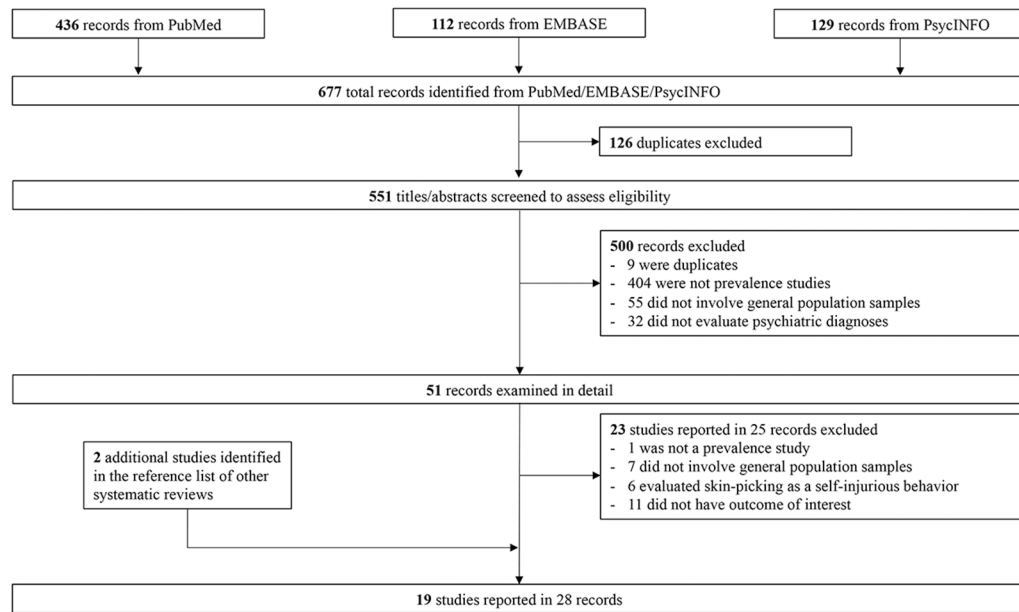 436 records from PubMed
112 records from EMBASE
129 records from PsycINFO
677 total records identified from PubMed/EMBASE/PsycINFO
126 duplicates excluded
551 titles/abstracts screened to assess eligibility
500 records excluded
- 9 were duplicates
- 404 were not prevalence studies
- 55 did not involve general population samples
- 32 did not evaluate psychiatric diagnoses
51 records examined in detail
2 additional studies identified
in the reference list of other
systematic reviews
23 studies reported in 25 records excluded
- 1 was not a prevalence study
- 7 did not involve general population samples
- 6 evaluated skin-picking as a self-injurious behavior
- 11 did not have outcome of interest
19 studies reported in 28 records